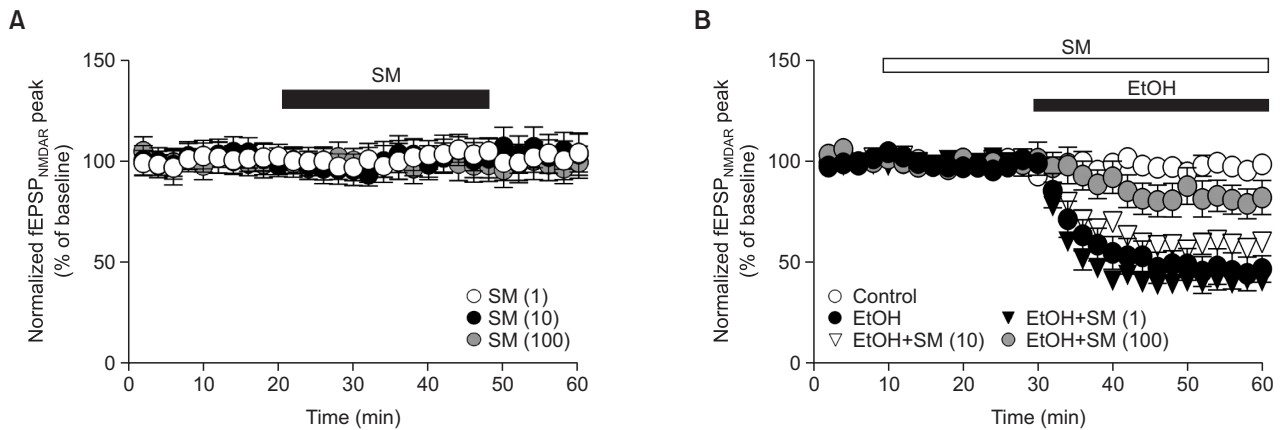 A
Normalized fEPSP_NMDAR peak
(% of baseline)
150
100
50
0
SM
SM (1)
SM (10)
SM (100)
0 10 20 30 40 50 60
Time (min)
B
Normalized fEPSP_NMDAR peak
(% of baseline)
150
100
50
0
SM
EtOH
Control
EtOH EtOH+SM (1)
EtOH+SM (10) EtOH+SM (100)
0 10 20 30 40 50 60
Time (min)